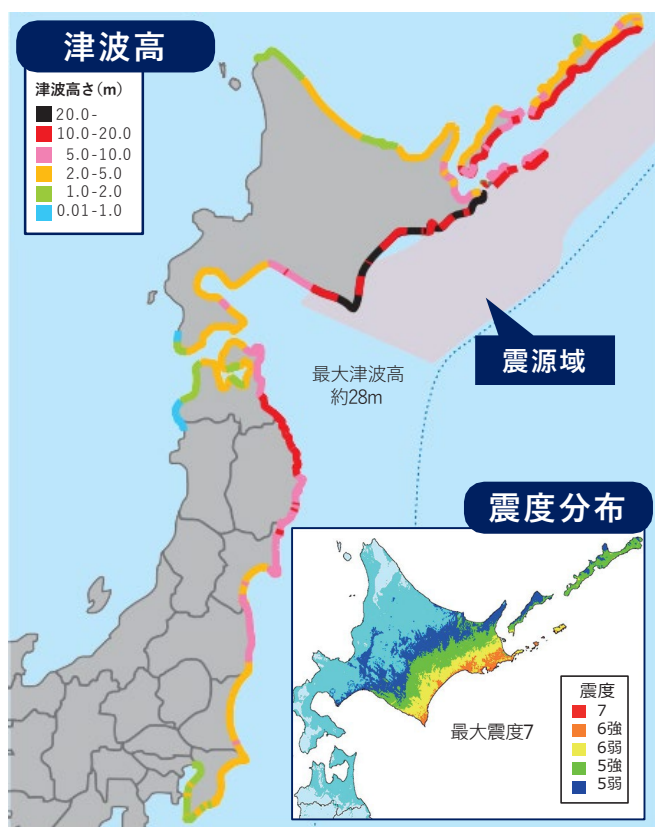 津波高
津波高さ(m)
20.0-
10.0-20.0
5.0-10.0
2.0-5.0
1.0-2.0
0.01-1.0
震源域
最大津波高
約28m
震度分布
最大震度7
震度
7
6強
6弱
5強
5弱